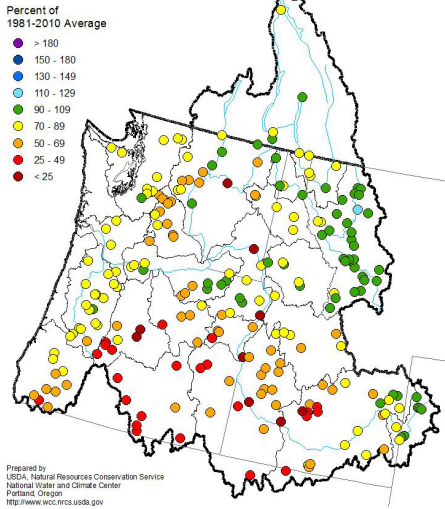 Percent of
1981-2010 Average
> 180
150 - 180
130 - 149
110 - 129
90 - 109
70 - 89
50 - 69
25 - 49
< 25
Prepared by
USDA, Natural Resources Conservation Service
National Water and Climate Center
Portland, Oregon
http://www.wcc.nrcs.usda.gov